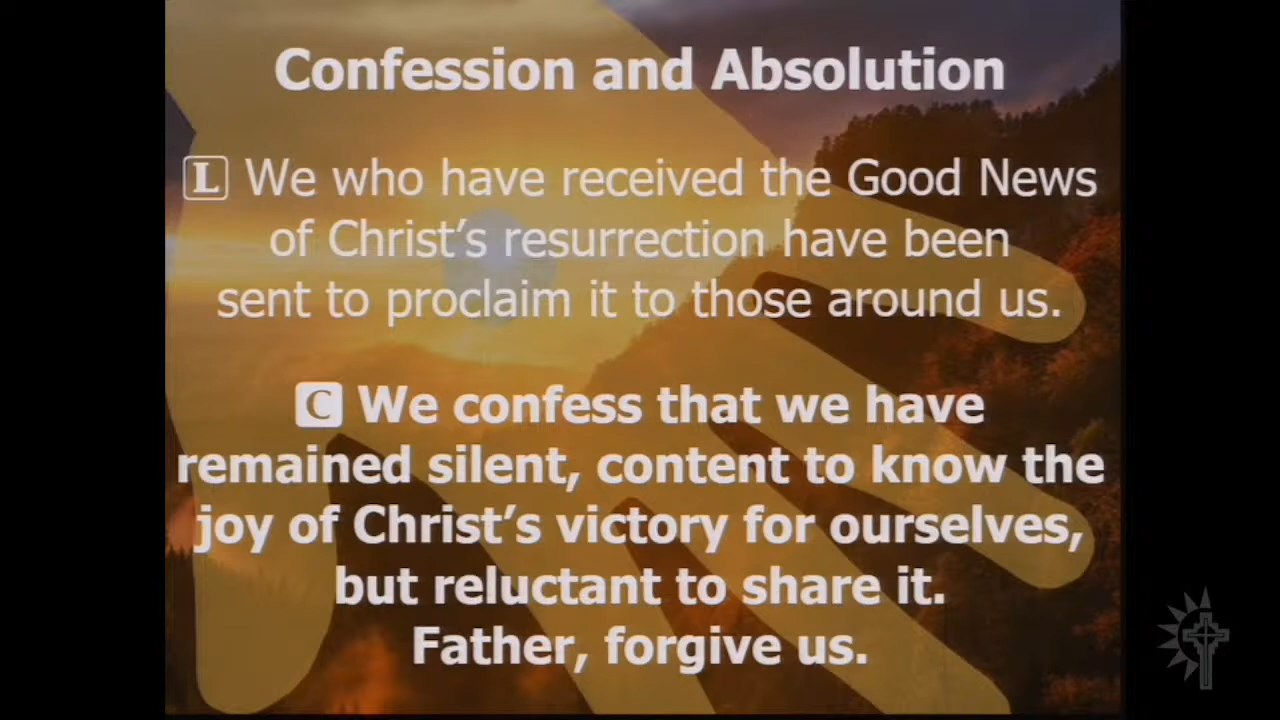 Confession and Absolution
L We who have received the Good News
of Christ’s resurrection have been
sent to proclaim it to those around us.
C We confess that we have
remained silent, content to know the
joy of Christ’s victory for ourselves,
but reluctant to share it.
Father, forgive us.